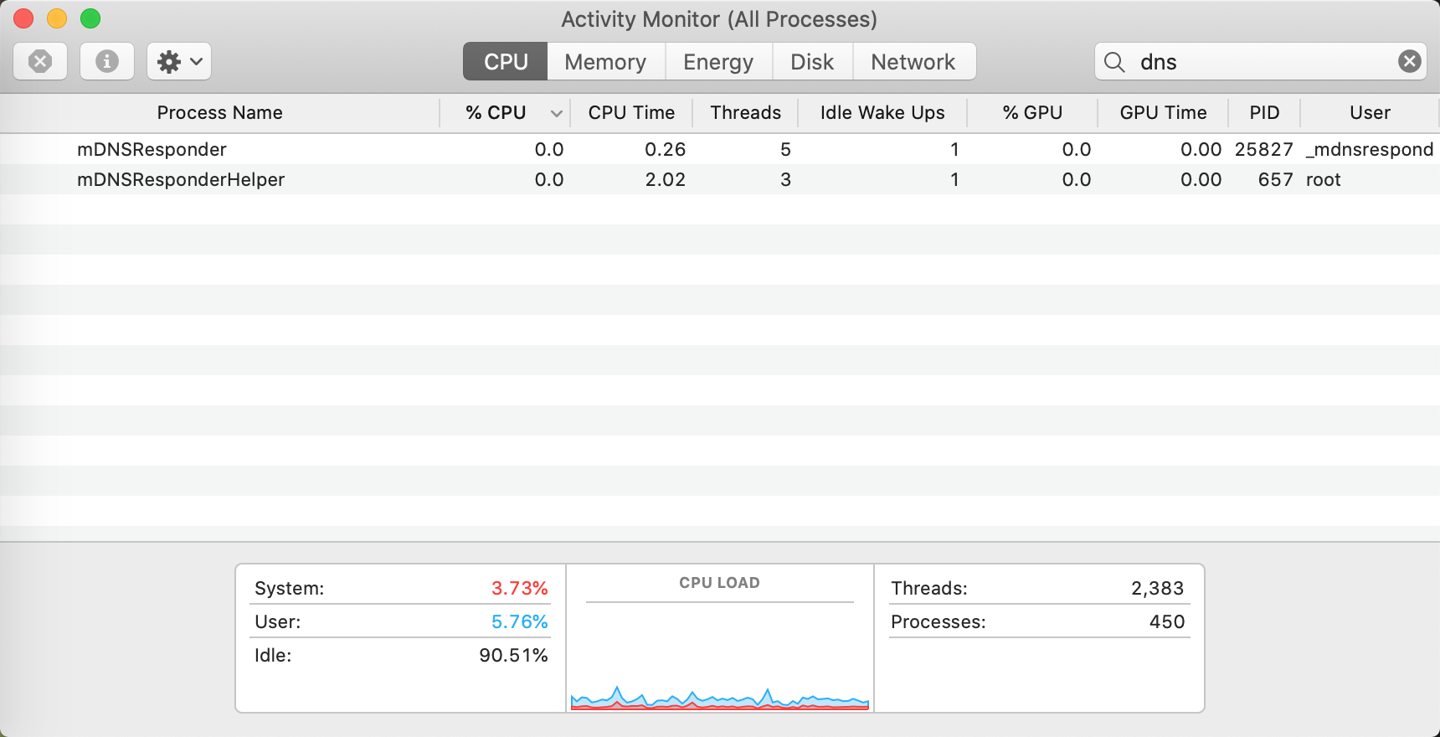 Activity Monitor (All Processes)
CPU Memory Energy Disk Network dns
Process Name % CPU CPU Time Threads Idle Wake Ups % GPU GPU Time PID User
mDNSResponder 0.0 0.26 5 1 0.0 0.00 25827 _mdnsrespond
mDNSResponderHelper 0.0 2.02 3 1 0.0 0.00 657 root
System: 3.73% CPU LOAD Threads: 2,383
User: 5.76% Processes: 450
Idle: 90.51%